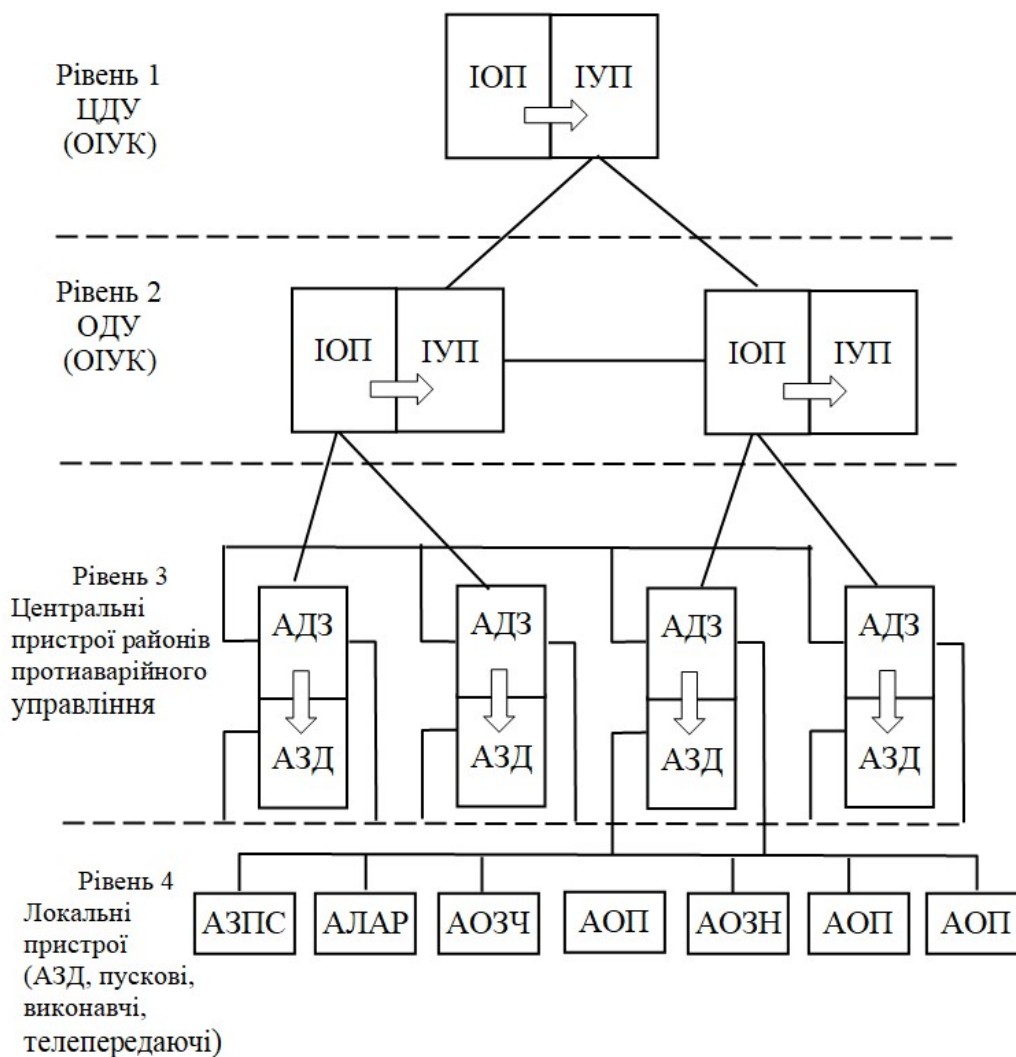 Рівень 1
ЦДУ
(ОІУК)
ІОП ІУП
Рівень 2
ОДУ
(ОІУК)
ІОП ІУП ІОП ІУП
Рівень 3
Центральні
пристрої районів
протиаварійного
управління
АДЗ АДЗ АДЗ АДЗ
АЗД АЗД АЗД АЗД
Рівень 4
Локальні
пристрої
(АЗД, пускові,
виконавчі,
телепередаючі)
АЗПС АЛАР АОЗЧ АОП АОЗН АОП АОП